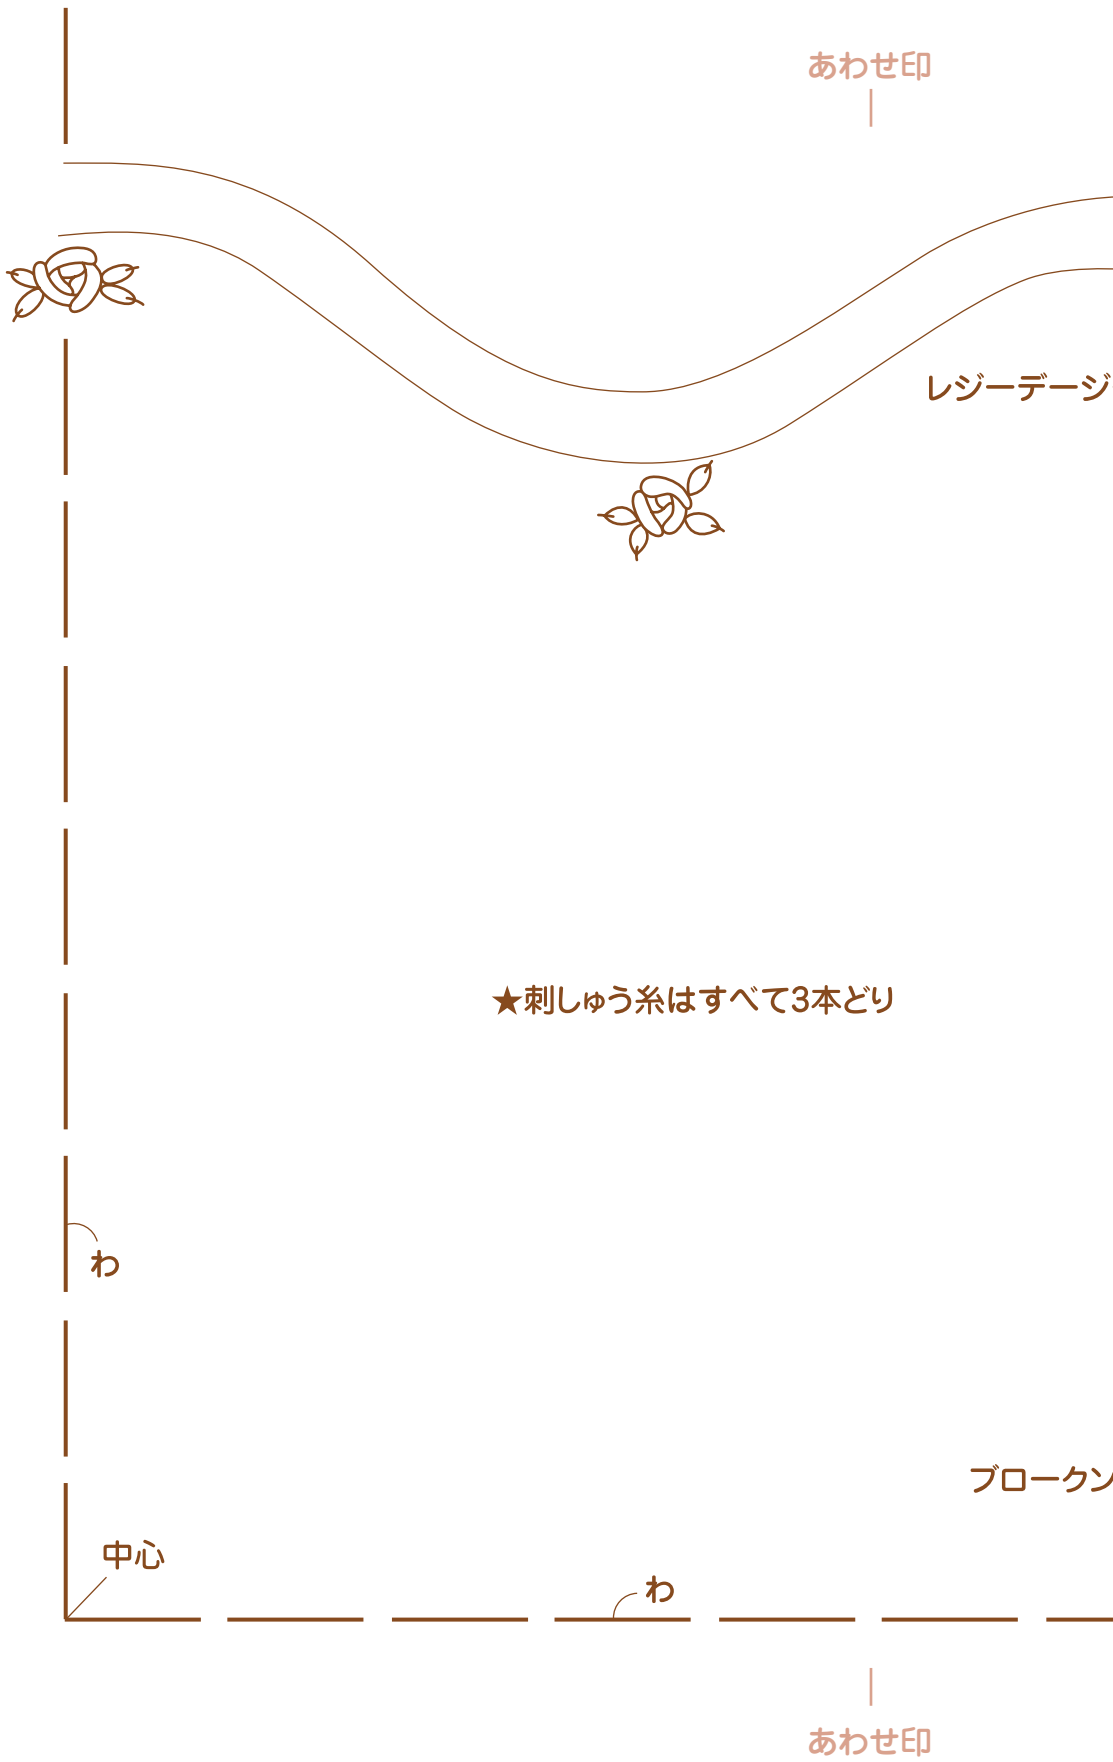 あわせ印
レジーデージ
★刺しゅう糸はすべて3本どり
わ
ブロークン
中心
わ
あわせ印